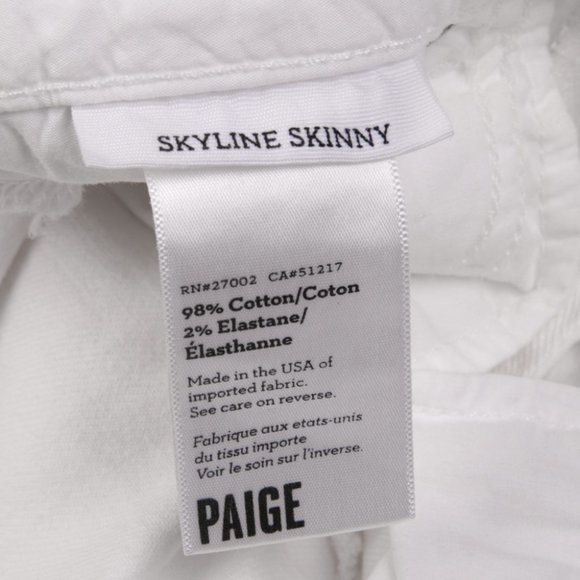 SKYLINE SKINNY
RN#27002 CA#51217
98% Cotton/Coton
2% Elastane/
Élasthanne
Made in the USA of
imported fabric.
See care on reverse.
Fabrique aux etats-unis
du tissu importe
Voir le soin sur l'inverse.
PAIGE